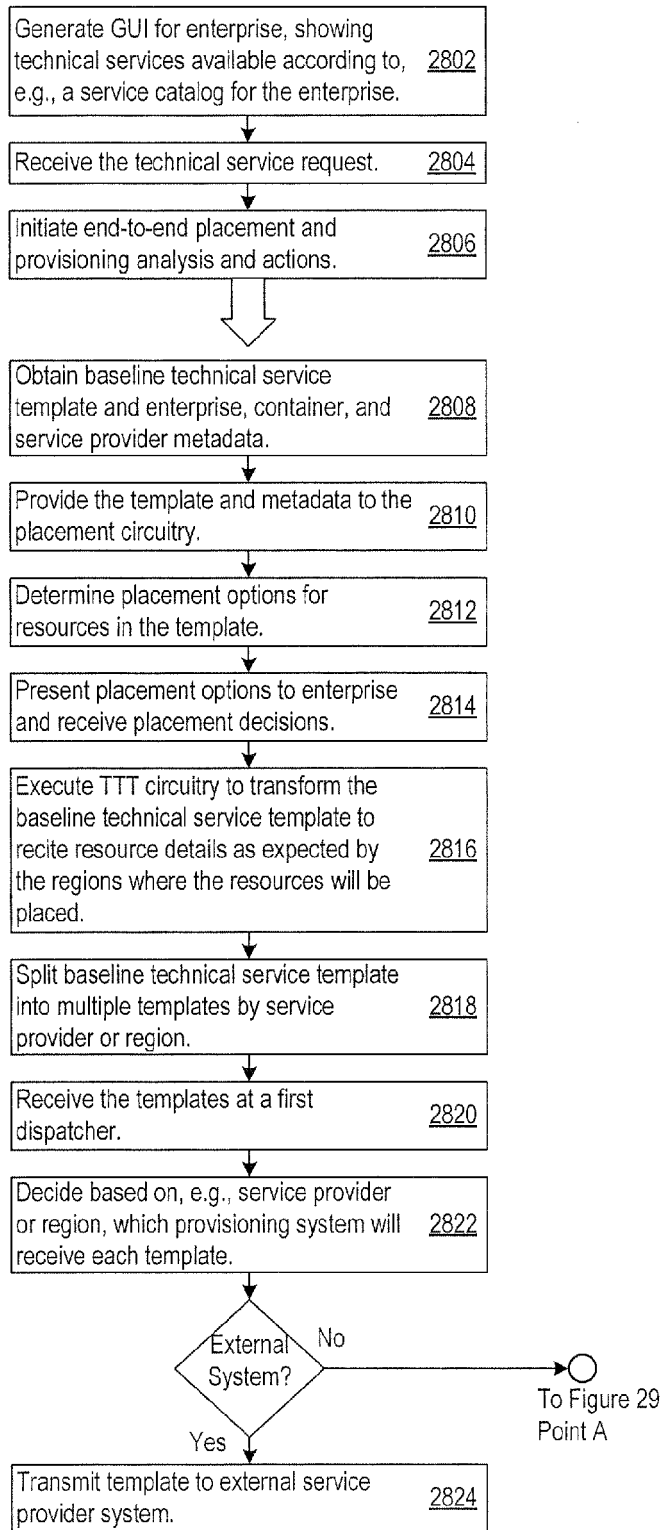 Generate GUI for enterprise, showing
technical services available according to,
e.g., a service catalog for the enterprise.
2802
Receive the technical service request.
2804
Initiate end-to-end placement and
provisioning analysis and actions.
2806
Obtain baseline technical service
template and enterprise, container, and
service provider metadata.
2808
Provide the template and metadata to the
placement circuitry.
2810
Determine placement options for
resources in the template.
2812
Present placement options to enterprise
and receive placement decisions.
2814
Execute TTT circuitry to transform the
baseline technical service template to
recite resource details as expected by
the regions where the resources will be
placed.
2816
Split baseline technical service template
into multiple templates by service
provider or region.
2818
Receive the templates at a first
dispatcher.
2820
Decide based on, e.g., service provider
or region, which provisioning system will
receive each template.
2822
External
System?
No
To Figure 29
Point A
Yes
Transmit template to external service
provider system.
2824